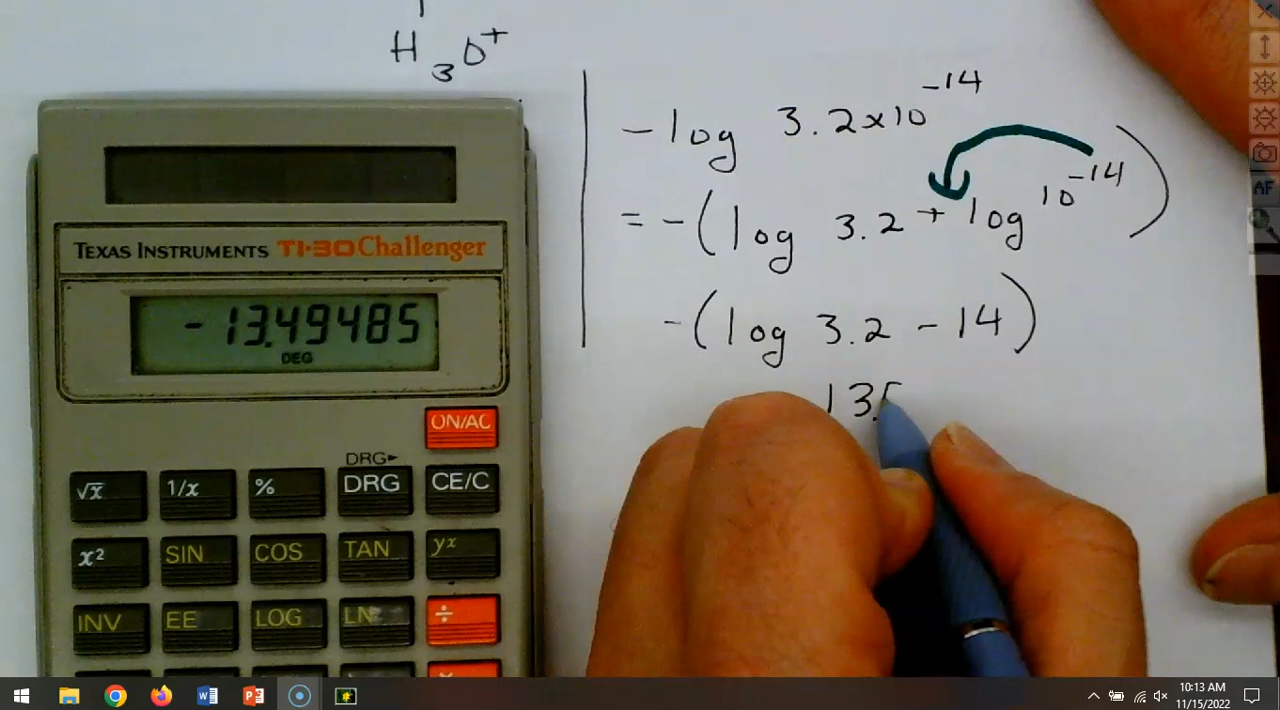 H₃O⁺
-log 3.2x10⁻¹⁴
= -(log 3.2 + log 10⁻¹⁴)
-(log 3.2 - 14)
13.5
TEXAS INSTRUMENTS TI-30 Challenger
-13.49485
DEG
ON/AC
DRG►
√x 1/x % DRG CE/C
x² SIN COS TAN yx
INV EE LOG LN ÷
AF
10:13 AM
11/15/2022